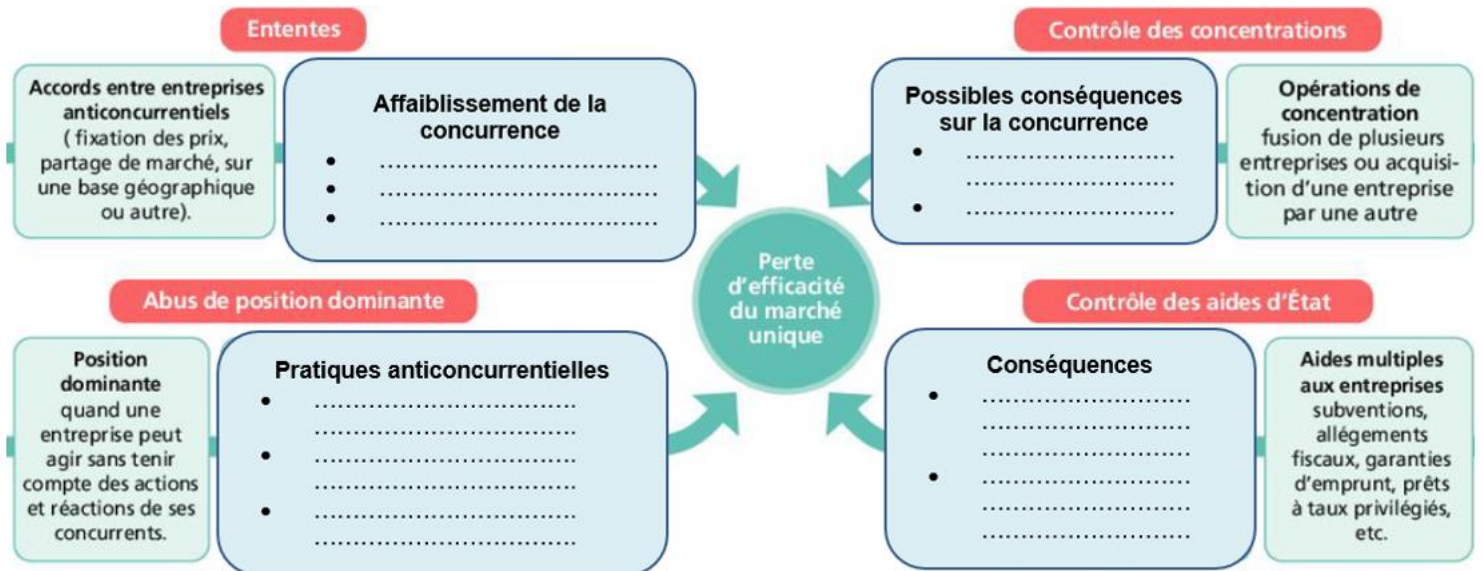 Ententes
Accords entre entreprises
anticoncurrentiels
( fixation des prix,
partage de marché, sur
une base géographique
ou autre).
Affaiblissement de la
concurrence
• ....................................
• ....................................
• ....................................
Contrôle des concentrations
Possibles conséquences
sur la concurrence
• ............................
............................
• ............................
Opérations de
concentration
fusion de plusieurs
entreprises ou acquisi-
tion d'une entreprise
par une autre
Perte
d'efficacité
du marché
unique
Abus de position dominante
Position
dominante
quand une
entreprise peut
agir sans tenir
compte des actions
et réactions de ses
concurrents.
Pratiques anticoncurrentielles
• ..................................
..................................
• ..................................
..................................
• ..................................
..................................
Contrôle des aides d'État
Conséquences
• ...........................
...........................
...........................
• ...........................
...........................
...........................
Aides multiples
aux entreprises
subventions,
allégements
fiscaux, garanties
d'emprunt, prêts
à taux privilégiés,
etc.